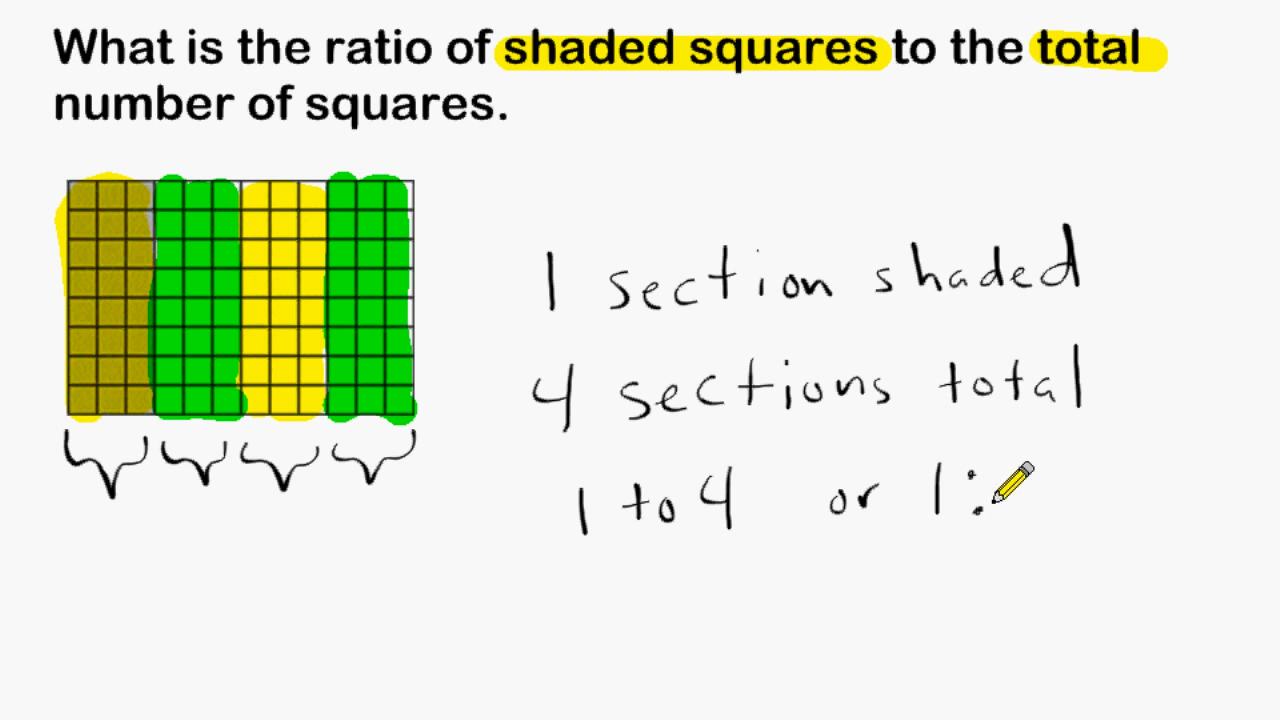 What is the ratio of shaded squares to the total
number of squares.
1 section shaded
4 sections total
1 to 4 or 1: